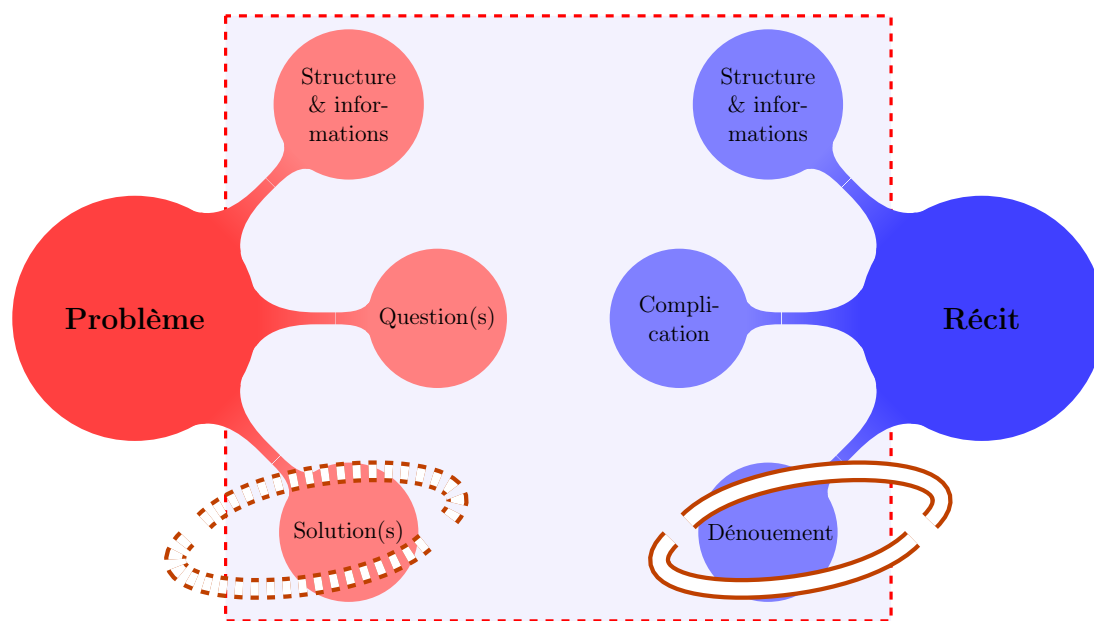 Structure
& infor-
mations
Structure
& infor-
mations
Problème
Question(s)
Compli-
cation
Récit
Solution(s)
Dénouement